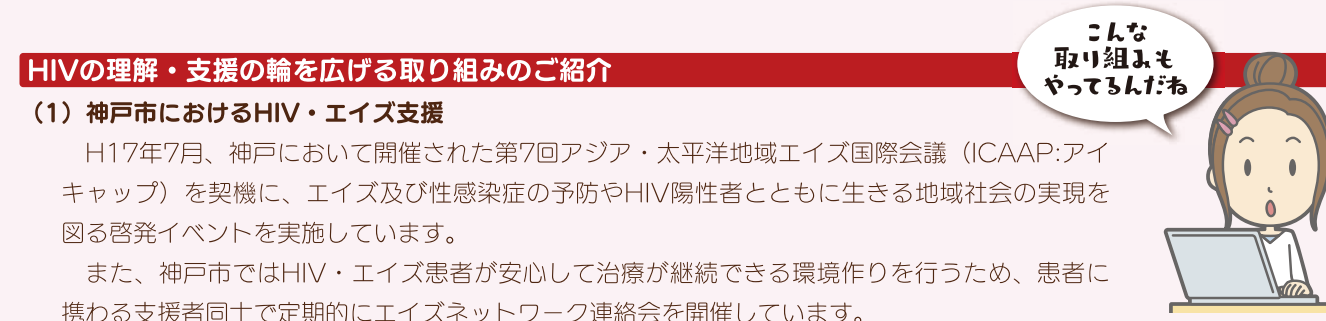 こんな
取り組みも
やってるんだね
HIVの理解・支援の輪を広げる取り組みのご紹介
（1）神戸市におけるHIV・エイズ支援
H17年7月、神戸において開催された第7回アジア・太平洋地域エイズ国際会議（ICAAP:アイ
キャップ）を契機に、エイズ及び性感染症の予防やHIV陽性者とともに生きる地域社会の実現を
図る啓発イベントを実施しています。
また、神戸市ではHIV・エイズ患者が安心して治療が継続できる環境作りを行うため、患者に
携わる支援者同士で定期的にエイズネットワーク連絡会を開催しています。